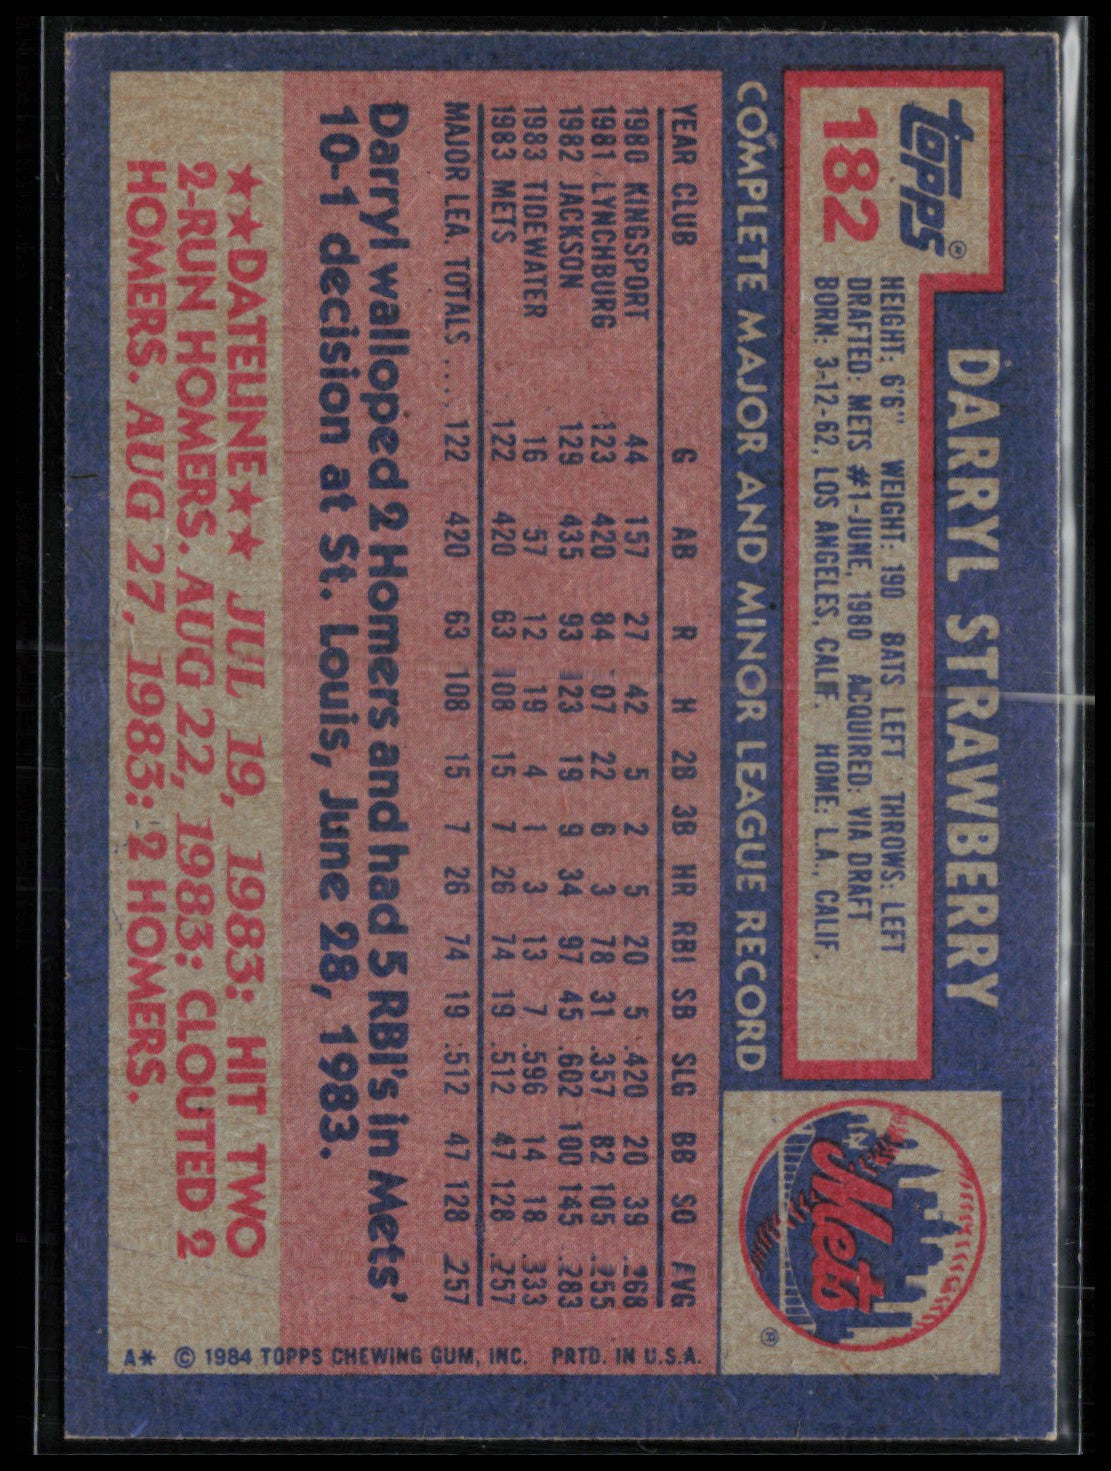 Topps®
182
DARRYL STRAWBERRY
HEIGHT: 6'6" WEIGHT: 190 BATS: LEFT THROWS: LEFT
DRAFTED: METS #1-JUNE, 1980 ACQUIRED: VIA DRAFT
BORN: 3-12-62, LOS ANGELES, CALIF. HOME: L.A., CALIF.
Mets ®
COMPLETE MAJOR AND MINOR LEAGUE RECORD
YEAR CLUB G AB R H 2B 3B HR RBI SB SLG BB SO AVG
1980 KINGSPORT 44 157 27 42 5 2 5 20 5 .420 20 39 .268
1981 LYNCHBURG 123 420 84 107 22 6 3 78 31 .357 82 105 .255
1982 JACKSON 129 435 93 123 19 9 34 97 45 .602 100 145 .283
1983 TIDEWATER 16 57 12 19 4 1 3 13 7 .596 14 18 .333
1983 METS 122 420 63 108 15 7 26 74 19 .512 47 128 .257
MAJOR LEA. TOTALS .... 122 420 63 108 15 7 26 74 19 .512 47 128 .257
Darryl walloped 2 Homers and had 5 RBI's in Mets'
10-1 decision at St. Louis, June 28, 1983.
★★DATELINE★★ JUL 19, 1983: HIT TWO
2-RUN HOMERS. AUG 22, 1983: CLOUTED 2
HOMERS. AUG 27, 1983: 2 HOMERS.
A* © 1984 TOPPS CHEWING GUM, INC. PRTD. IN U.S.A.